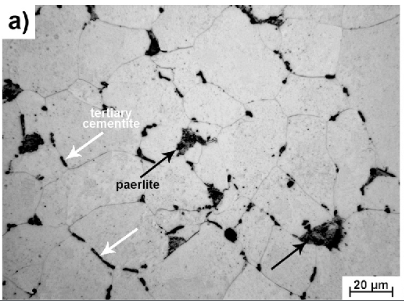 a)
tertiary
cementite
paerlite
20 µm